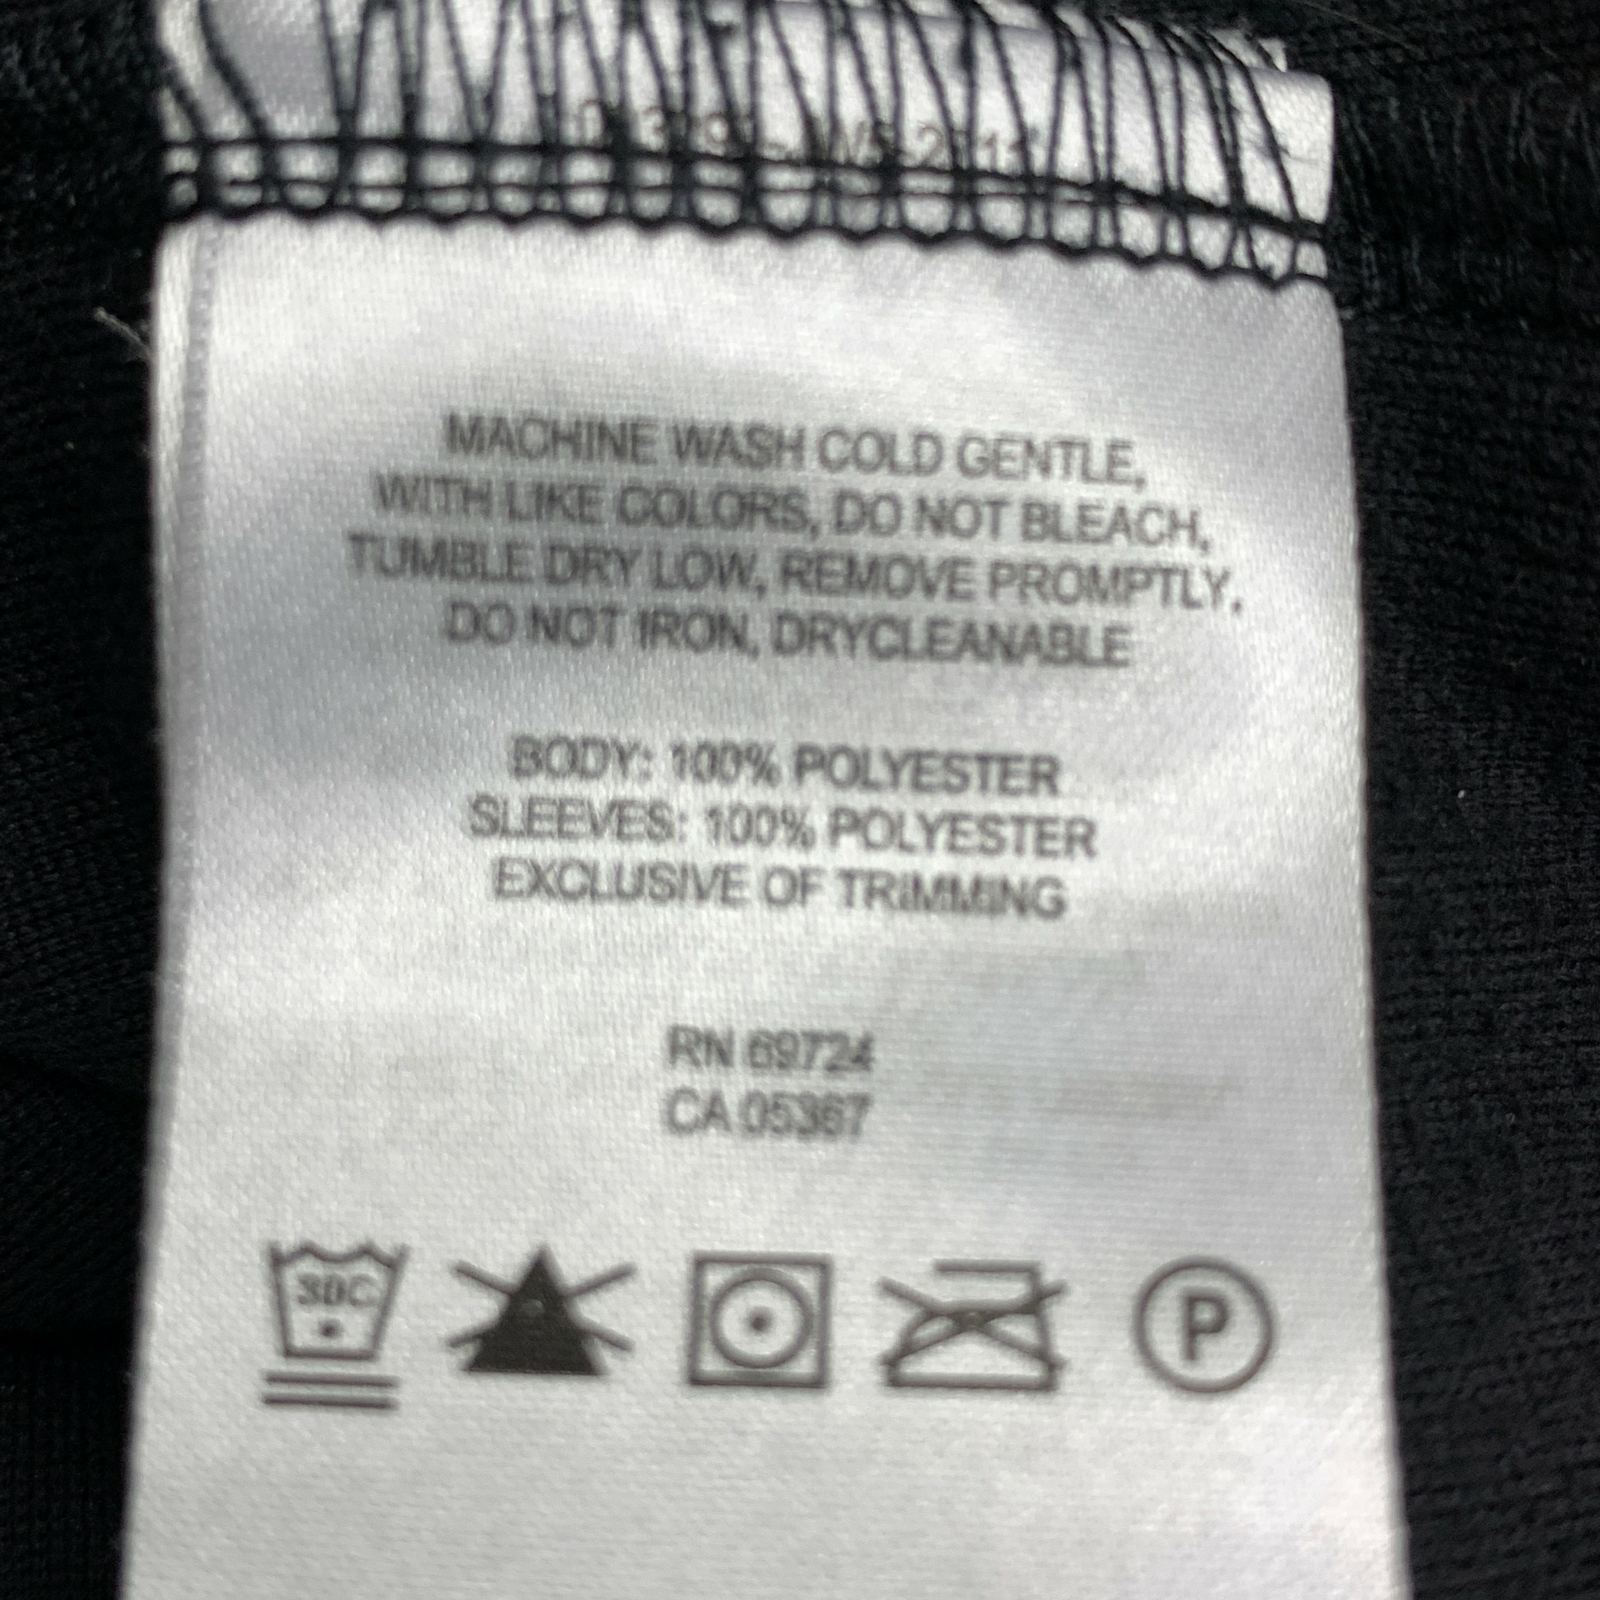 MACHINE WASH COLD GENTLE,
WITH LIKE COLORS, DO NOT BLEACH,
TUMBLE DRY LOW, REMOVE PROMPTLY,
DO NOT IRON, DRYCLEANABLE
BODY: 100% POLYESTER
SLEEVES: 100% POLYESTER
EXCLUSIVE OF TRIMMING
RN 69724
CA 05367
30C
P